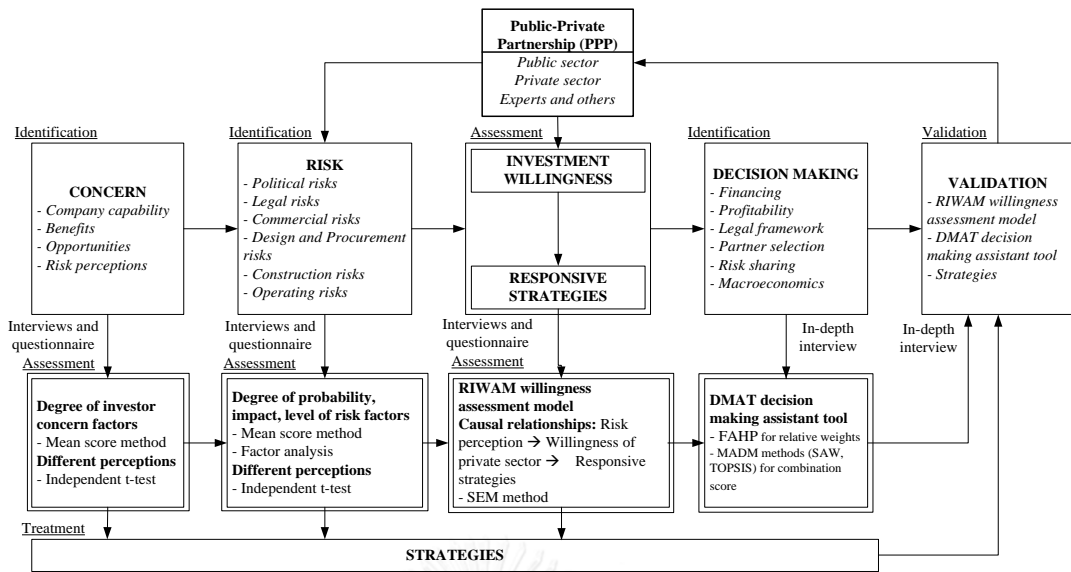 Public-Private
Partnership (PPP)
Public sector
Private sector
Experts and others
Identification
CONCERN
- Company capability
- Benefits
- Opportunities
- Risk perceptions
Identification
RISK
- Political risks
- Legal risks
- Commercial risks
- Design and Procurement
risks
- Construction risks
- Operating risks
Assessment
INVESTMENT
WILLINGNESS
RESPONSIVE
STRATEGIES
Identification
DECISION MAKING
- Financing
- Profitability
- Legal framework
- Partner selection
- Risk sharing
- Macroeconomics
Validation
VALIDATION
- RIWAM willingness
assessment model
- DMAT decision
making assistant tool
- Strategies
Interviews and
questionnaire
Interviews and
questionnaire
Interviews and
questionnaire
In-depth
interview
In-depth
interview
Assessment
Degree of investor
concern factors
- Mean score method
Different perceptions
- Independent t-test
Assessment
Degree of probability,
impact, level of risk factors
- Mean score method
- Factor analysis
Different perceptions
- Independent t-test
Assessment
RIWAM willingness
assessment model
Causal relationships: Risk
perception → Willingness of
private sector → Responsive
strategies
- SEM method
DMAT decision
making assistant tool
- FAHP for relative weights
- MADM methods (SAW,
TOPSIS) for combination
score
Treatment
STRATEGIES